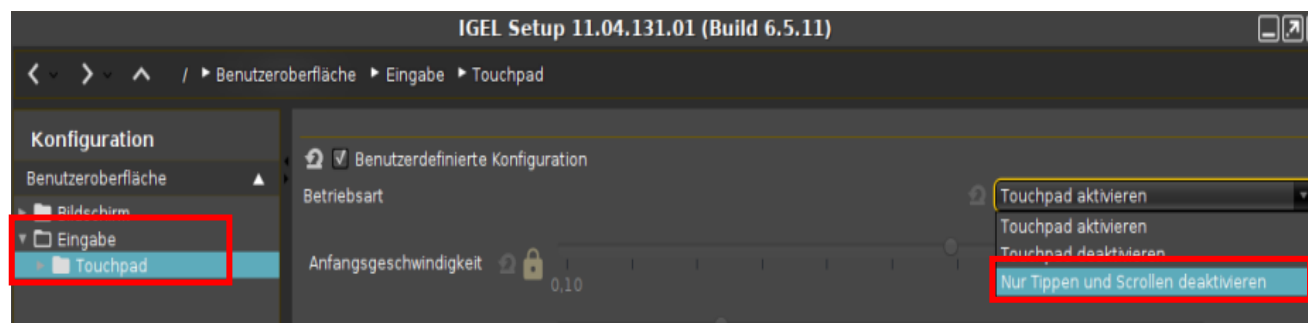 IGEL Setup 11.04.131.01 (Build 6.5.11)
/ Benutzeroberfläche Eingabe Touchpad
Konfiguration
Benutzeroberfläche
Bildschirm
Eingabe
Touchpad
Benutzerdefinierte Konfiguration
Betriebsart
Touchpad aktivieren
Touchpad aktivieren
Touchpad deaktivieren
Nur Tippen und Scrollen deaktivieren
Anfangsgeschwindigkeit
0,10